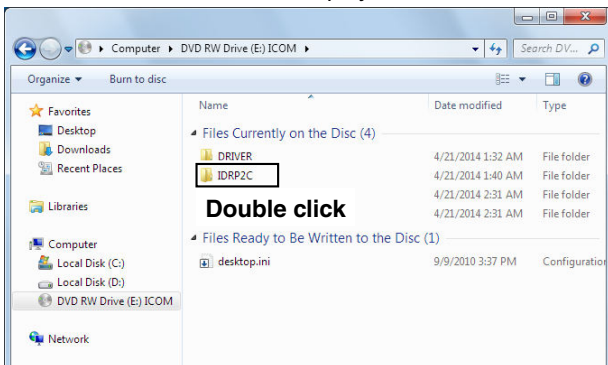 Computer ▸ DVD RW Drive (E:) ICOM ▸ Search DV...
Organize Burn to disc
Name Date modified Type
Favorites
Desktop
Downloads
Recent Places
Libraries
Computer
Local Disk (C:)
Local Disk (D:)
DVD RW Drive (E:) ICOM
Network
Files Currently on the Disc (4)
DRIVER 4/21/2014 1:32 AM File folder
IDRP2C 4/21/2014 1:40 AM File folder
4/21/2014 2:31 AM File folder
Double click 4/21/2014 2:31 AM File folder
Files Ready to Be Written to the Disc (1)
desktop.ini 9/9/2010 3:37 PM Configuration